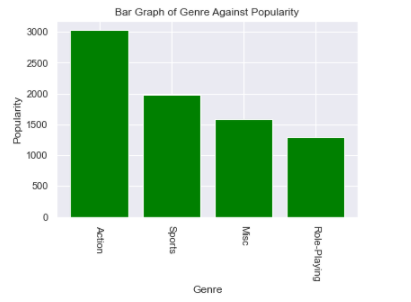 Bar Graph of Genre Against Popularity
3000
2500
2000
1500
1000
500
0
Popularity
Action
Sports
Misc
Role-Playing
Genre